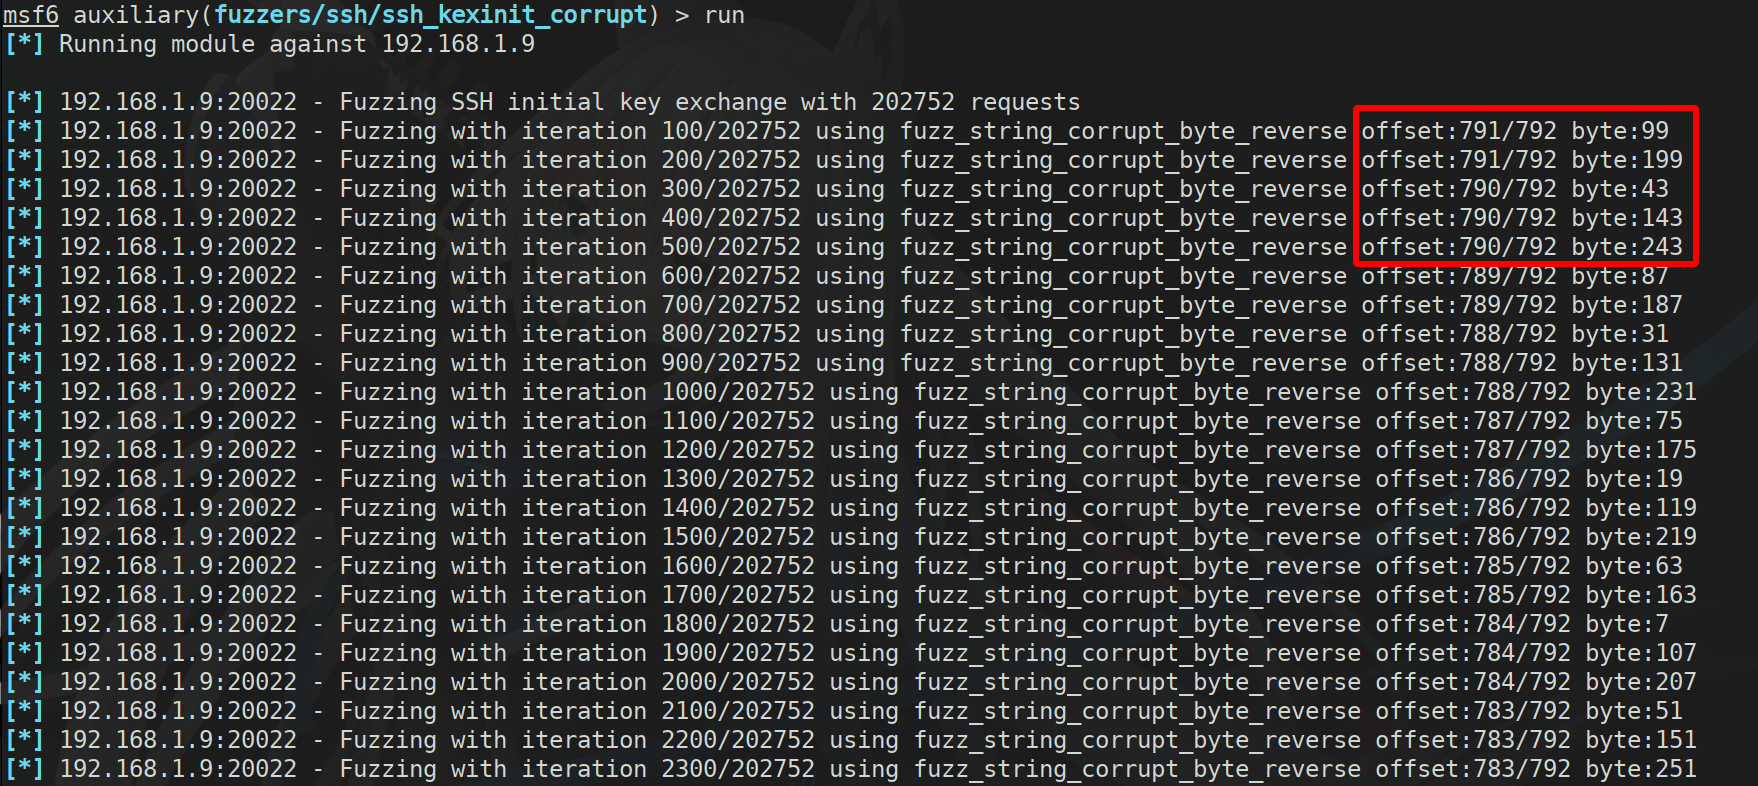 msf6 auxiliary(fuzzers/ssh/ssh_kexinit_corrupt) > run
[*] Running module against 192.168.1.9
[*] 192.168.1.9:20022 - Fuzzing SSH initial key exchange with 202752 requests
[*] 192.168.1.9:20022 - Fuzzing with iteration 100/202752 using fuzz_string_corrupt_byte_reverse offset:791/792 byte:99
[*] 192.168.1.9:20022 - Fuzzing with iteration 200/202752 using fuzz_string_corrupt_byte_reverse offset:791/792 byte:199
[*] 192.168.1.9:20022 - Fuzzing with iteration 300/202752 using fuzz_string_corrupt_byte_reverse offset:790/792 byte:43
[*] 192.168.1.9:20022 - Fuzzing with iteration 400/202752 using fuzz_string_corrupt_byte_reverse offset:790/792 byte:143
[*] 192.168.1.9:20022 - Fuzzing with iteration 500/202752 using fuzz_string_corrupt_byte_reverse offset:790/792 byte:243
[*] 192.168.1.9:20022 - Fuzzing with iteration 600/202752 using fuzz_string_corrupt_byte_reverse offset:789/792 byte:87
[*] 192.168.1.9:20022 - Fuzzing with iteration 700/202752 using fuzz_string_corrupt_byte_reverse offset:789/792 byte:187
[*] 192.168.1.9:20022 - Fuzzing with iteration 800/202752 using fuzz_string_corrupt_byte_reverse offset:788/792 byte:31
[*] 192.168.1.9:20022 - Fuzzing with iteration 900/202752 using fuzz_string_corrupt_byte_reverse offset:788/792 byte:131
[*] 192.168.1.9:20022 - Fuzzing with iteration 1000/202752 using fuzz_string_corrupt_byte_reverse offset:788/792 byte:231
[*] 192.168.1.9:20022 - Fuzzing with iteration 1100/202752 using fuzz_string_corrupt_byte_reverse offset:787/792 byte:75
[*] 192.168.1.9:20022 - Fuzzing with iteration 1200/202752 using fuzz_string_corrupt_byte_reverse offset:787/792 byte:175
[*] 192.168.1.9:20022 - Fuzzing with iteration 1300/202752 using fuzz_string_corrupt_byte_reverse offset:786/792 byte:19
[*] 192.168.1.9:20022 - Fuzzing with iteration 1400/202752 using fuzz_string_corrupt_byte_reverse offset:786/792 byte:119
[*] 192.168.1.9:20022 - Fuzzing with iteration 1500/202752 using fuzz_string_corrupt_byte_reverse offset:786/792 byte:219
[*] 192.168.1.9:20022 - Fuzzing with iteration 1600/202752 using fuzz_string_corrupt_byte_reverse offset:785/792 byte:63
[*] 192.168.1.9:20022 - Fuzzing with iteration 1700/202752 using fuzz_string_corrupt_byte_reverse offset:785/792 byte:163
[*] 192.168.1.9:20022 - Fuzzing with iteration 1800/202752 using fuzz_string_corrupt_byte_reverse offset:784/792 byte:7
[*] 192.168.1.9:20022 - Fuzzing with iteration 1900/202752 using fuzz_string_corrupt_byte_reverse offset:784/792 byte:107
[*] 192.168.1.9:20022 - Fuzzing with iteration 2000/202752 using fuzz_string_corrupt_byte_reverse offset:784/792 byte:207
[*] 192.168.1.9:20022 - Fuzzing with iteration 2100/202752 using fuzz_string_corrupt_byte_reverse offset:783/792 byte:51
[*] 192.168.1.9:20022 - Fuzzing with iteration 2200/202752 using fuzz_string_corrupt_byte_reverse offset:783/792 byte:151
[*] 192.168.1.9:20022 - Fuzzing with iteration 2300/202752 using fuzz_string_corrupt_byte_reverse offset:783/792 byte:251